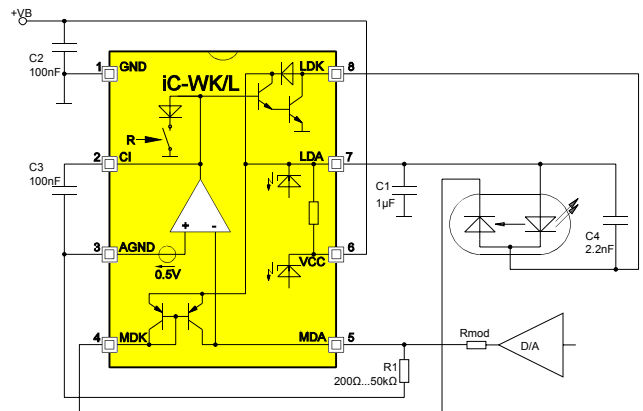 +VB
C2
100nF
1
GND
iC-WK/L
LDK
8
R
2
CI
LDA
7
C3
100nF
C1
1µF
C4
2.2nF
+
-
3
AGND
0.5V
VCC
6
4
MDK
MDA
5
Rmod
D/A
R1
200Ω...50kΩ